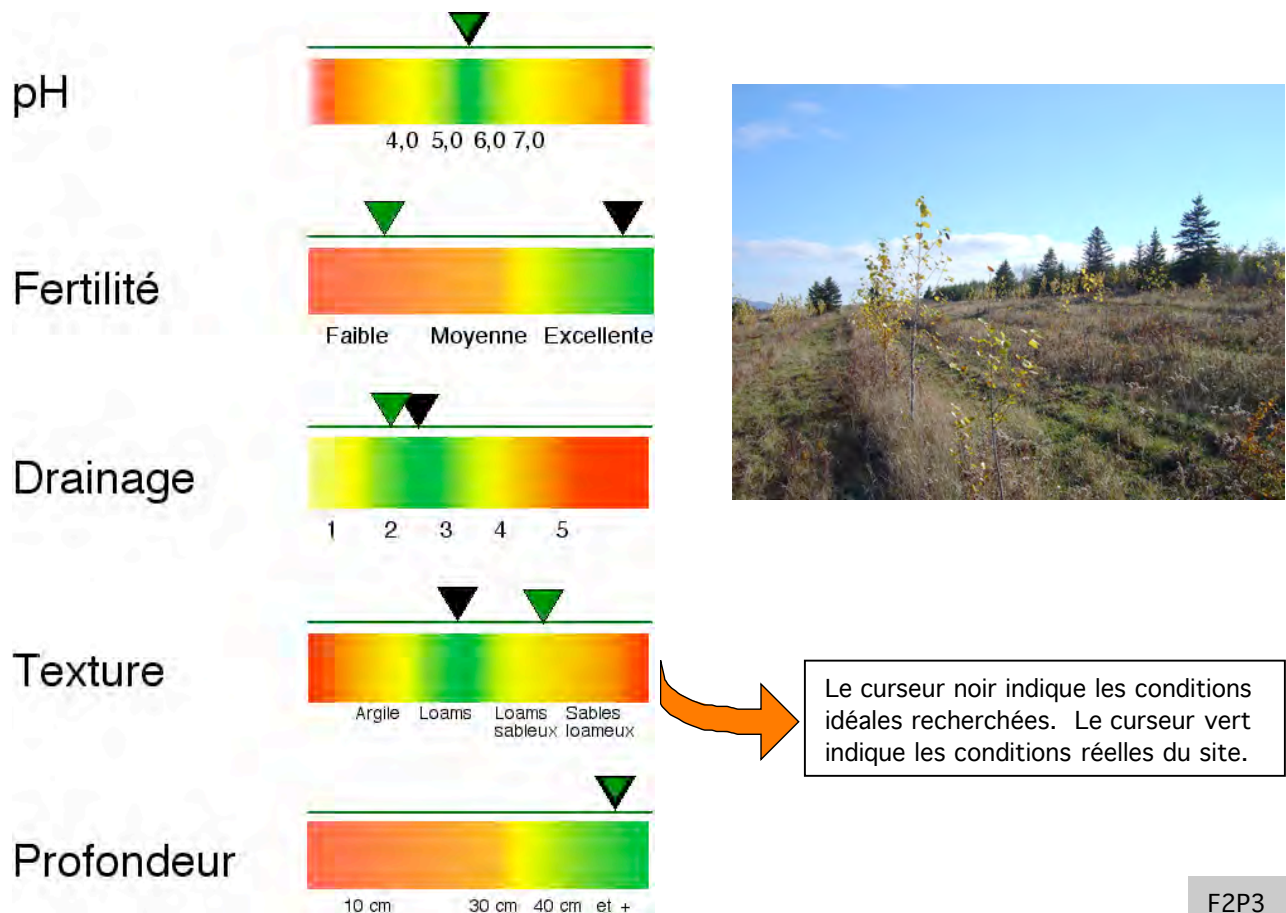 pH
4,0 5,0 6,0 7,0
Fertilité
Faible Moyenne Excellente
Drainage
1 2 3 4 5
Texture
Argile Loams Loams sableux Sables loameux
Le curseur noir indique les conditions
idéales recherchées. Le curseur vert
indique les conditions réelles du site.
Profondeur
10 cm 30 cm 40 cm et +
F2P3